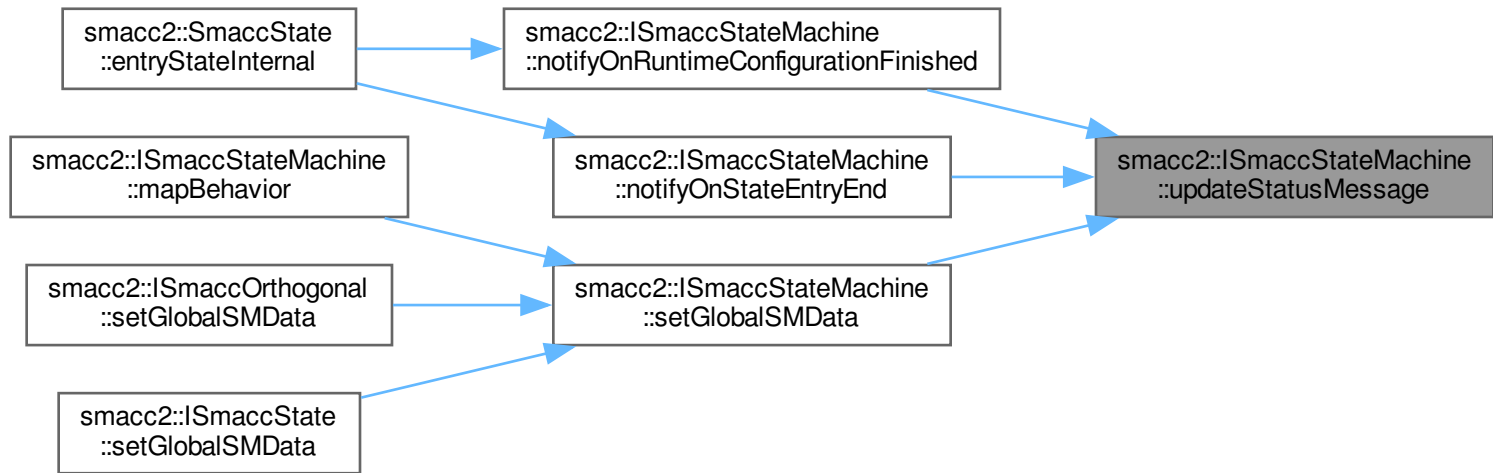 smacc2::SmaccState
::entryStateInternal
smacc2::ISmaccStateMachine
::notifyOnRuntimeConfigurationFinished
smacc2::ISmaccStateMachine
::mapBehavior
smacc2::ISmaccStateMachine
::notifyOnStateEntryEnd
smacc2::ISmaccStateMachine
::updateStatusMessage
smacc2::ISmaccOrthogonal
::setGlobalSMData
smacc2::ISmaccStateMachine
::setGlobalSMData
smacc2::ISmaccState
::setGlobalSMData